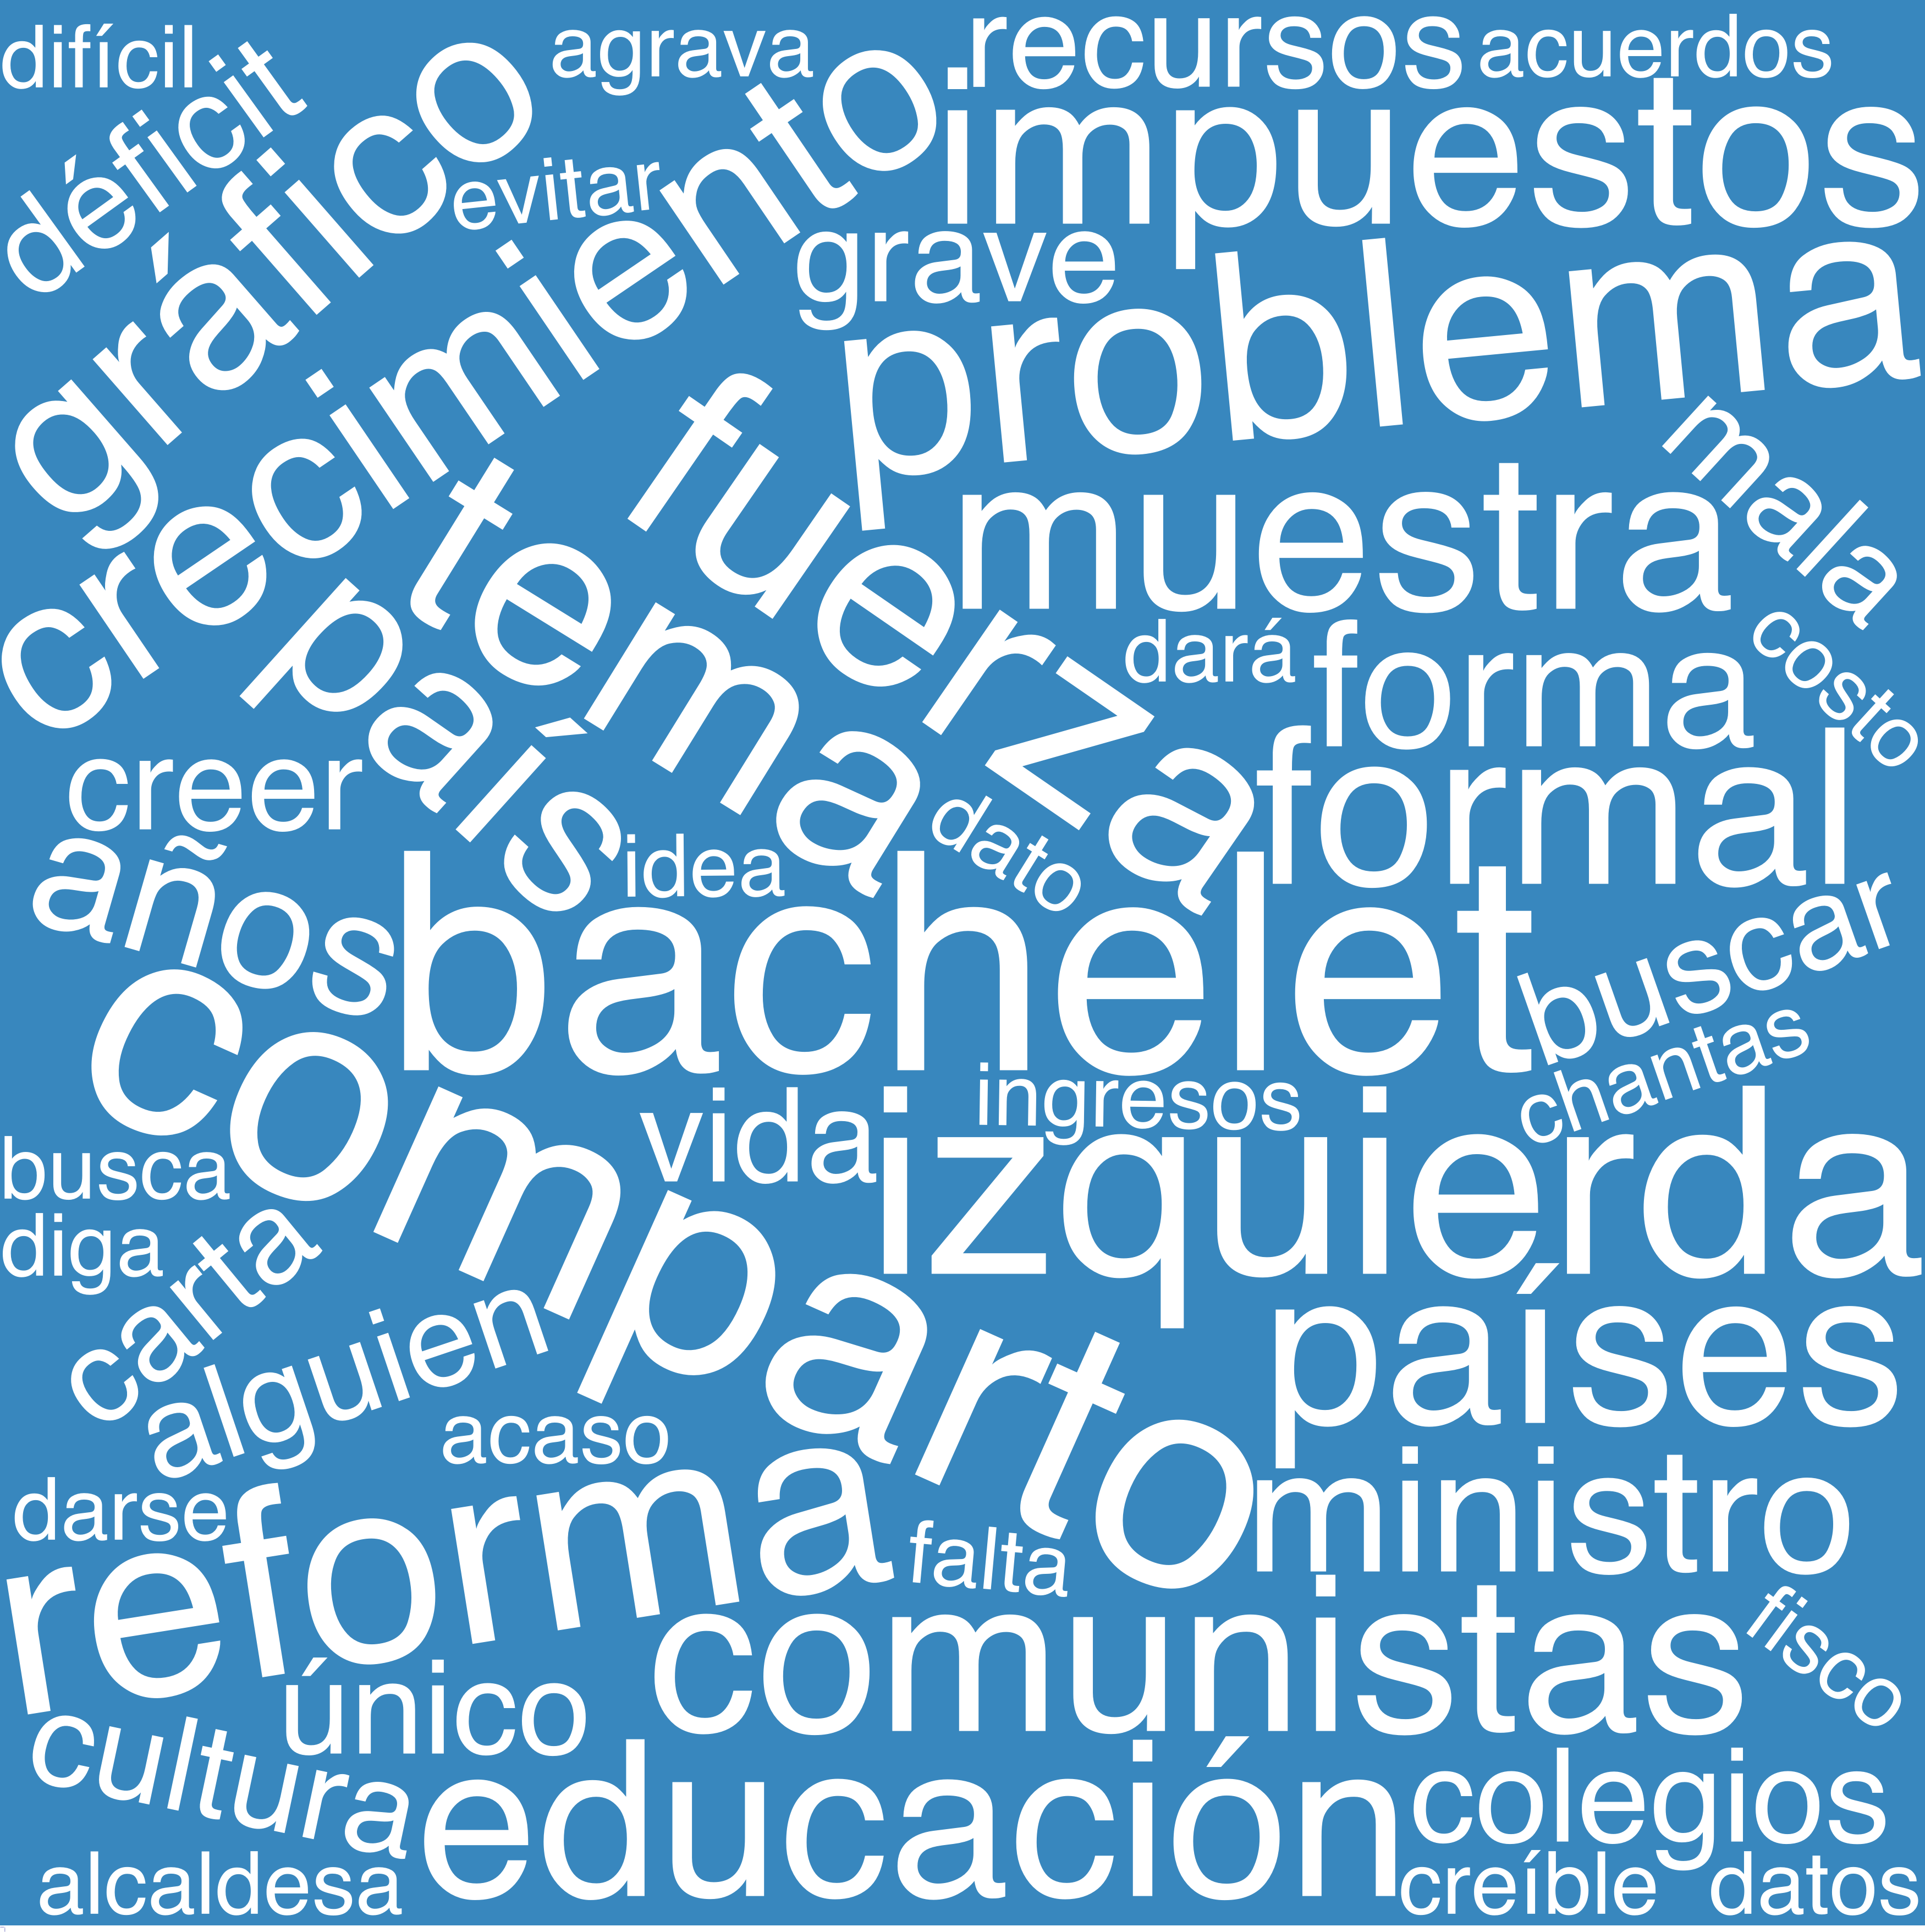 difícil
agrava
.recursos
acuerdos
déficit
gráfico
evitar
crecimiento
impuestos
grave
problema
mala
fuerza
muestra
tema
país
dará
forma
costo
creer
formal
años
idea
gato
bachelet
buscar
chantas
comparto
vida
ingresos
izquierda
busca
diga
carta
alguien
países
acaso
darse
reforma
falta
ministro
fisco
único
comunistas
cultura
educación
colegios
alcaldesa
creíble
datos